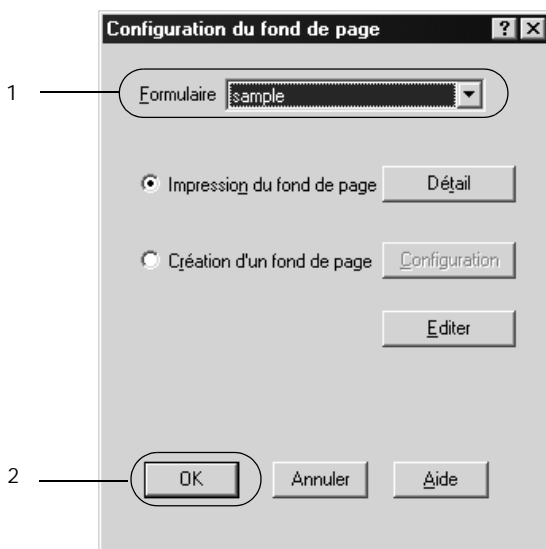 Configuration du fond de page ? X
1 Formulaire sample
Impression du fond de page Détail
Création d'un fond de page Configuration
Editer
2 OK Annuler Aide